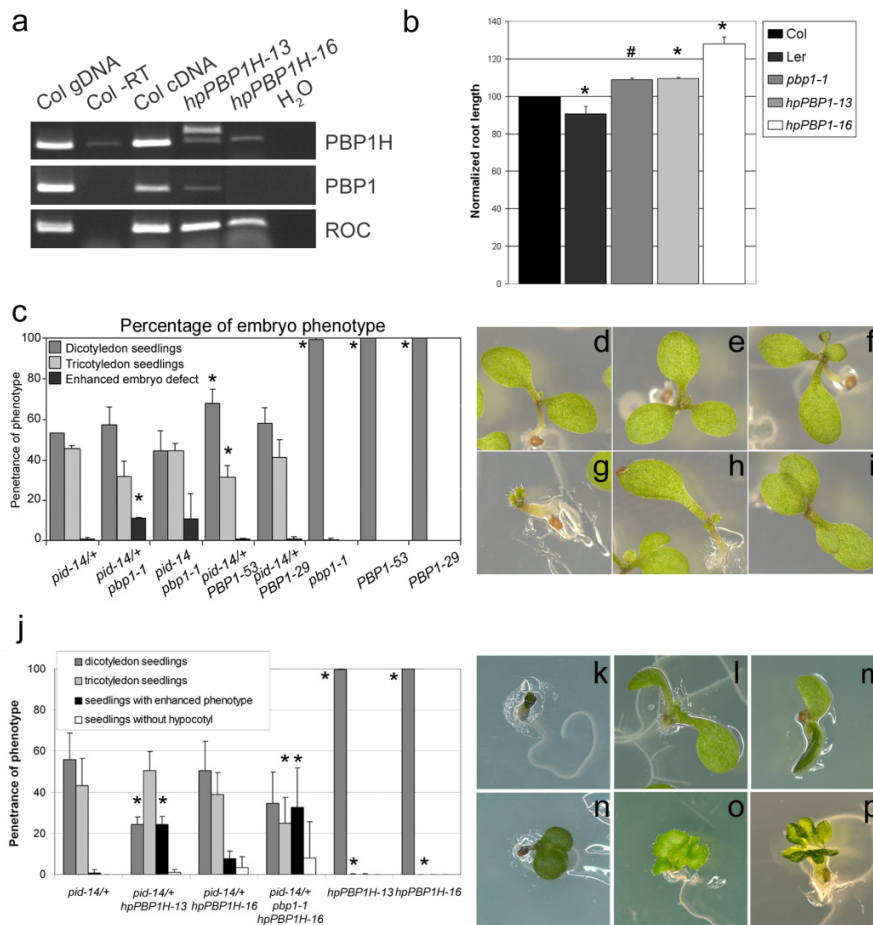 a
Col gDNA
Col -RT
Col cDNA
hpPBP1H-13
hpPBP1H-16
H₂O
PBP1H
PBP1
ROC
b
Normalized root length
140
120
100
80
60
40
20
0
*
#
*
*
Col
Ler
pbp1-1
hpPBP1-13
hpPBP1-16
c
Percentage of embryo phenotype
Penetrance of phenotype
100
80
60
40
20
0
Dicotyledon seedlings
Tricotyledon seedlings
Enhanced embryo defect
*
*
*
*
*
*
pid-14/+
pid-14/+ pbp1-1
pid-14 pbp1-1
pid-14/+ PBP1-53
pid-14/+ PBP1-29
pbp1-1
PBP1-53
PBP1-29
d
e
f
g
h
i
j
Penetrance of phenotype
100
80
60
40
20
0
dicotyledon seedlings
tricotyledon seedlings
seedlings with enhanced phenotype
seedlings without hypocotyl
* *
* *
* *
* *
pid-14/+
pid-14/+
hpPBP1H-13
pid-14/+
hpPBP1H-16
pid-14/+
pbp1-1
hpPBP1H-16
hpPBP1H-13
hpPBP1H-16
k
l
m
n
o
p